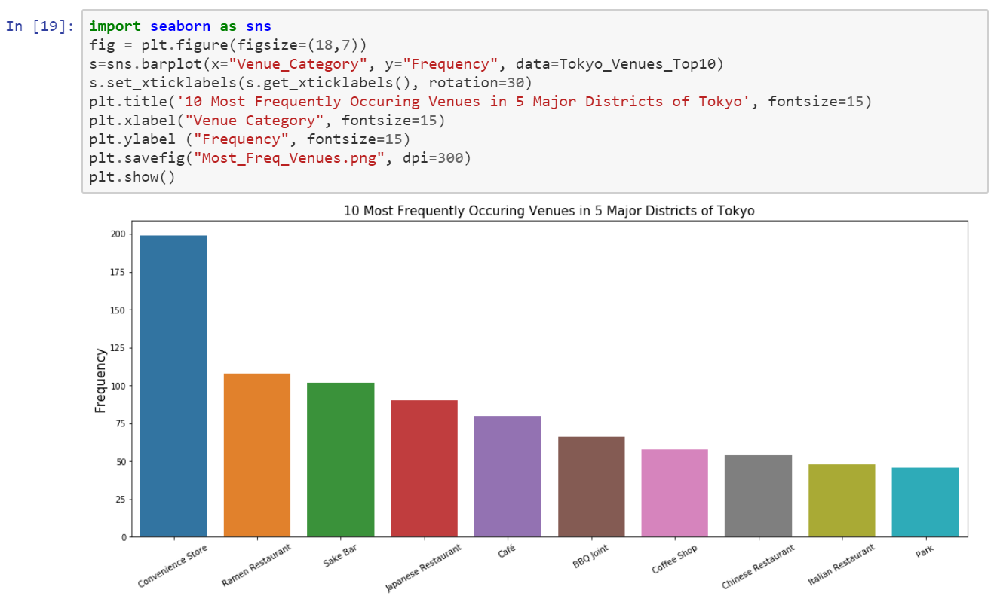 In [19]:
import seaborn as sns
fig = plt.figure(figsize=(18,7))
s=sns.barplot(x="Venue_Category", y="Frequency", data=Tokyo_Venues_Top10)
s.set_xticklabels(s.get_xticklabels(), rotation=30)
plt.title('10 Most Frequently Occuring Venues in 5 Major Districts of Tokyo', fontsize=15)
plt.xlabel("Venue Category", fontsize=15)
plt.ylabel ("Frequency", fontsize=15)
plt.savefig("Most_Freq_Venues.png", dpi=300)
plt.show()
10 Most Frequently Occuring Venues in 5 Major Districts of Tokyo
Frequency
200
175
150
125
100
75
50
25
0
Convenience Store
Ramen Restaurant
Sake Bar
Japanese Restaurant
Café
BBQ Joint
Coffee Shop
Chinese Restaurant
Italian Restaurant
Park